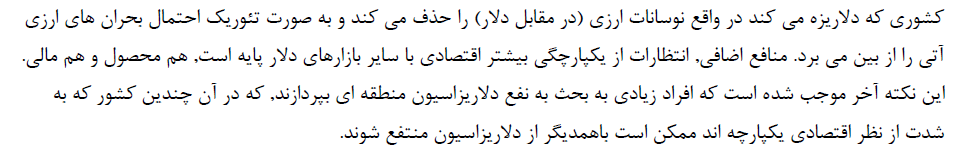 کشوری که دلاریزه می کند در واقع نوسانات ارزی (در مقابل دلار) را حذف می کند و به صورت تئوریک احتمال بحران های ارزی
آتی را از بین می برد. منافع اضافی, انتظارات از یکپارچگی بیشتر اقتصادی با سایر بازارهای دلار پایه است, هم محصول و هم مالی.
این نکته آخر موجب شده است که افراد زیادی به بحث به نفع دلاریزاسیون منطقه ای بپردازند, که در آن چندین کشور که به
شدت از نظر اقتصادی یکپارچه اند ممکن است باهمدیگر از دلاریزاسیون منتفع شوند.